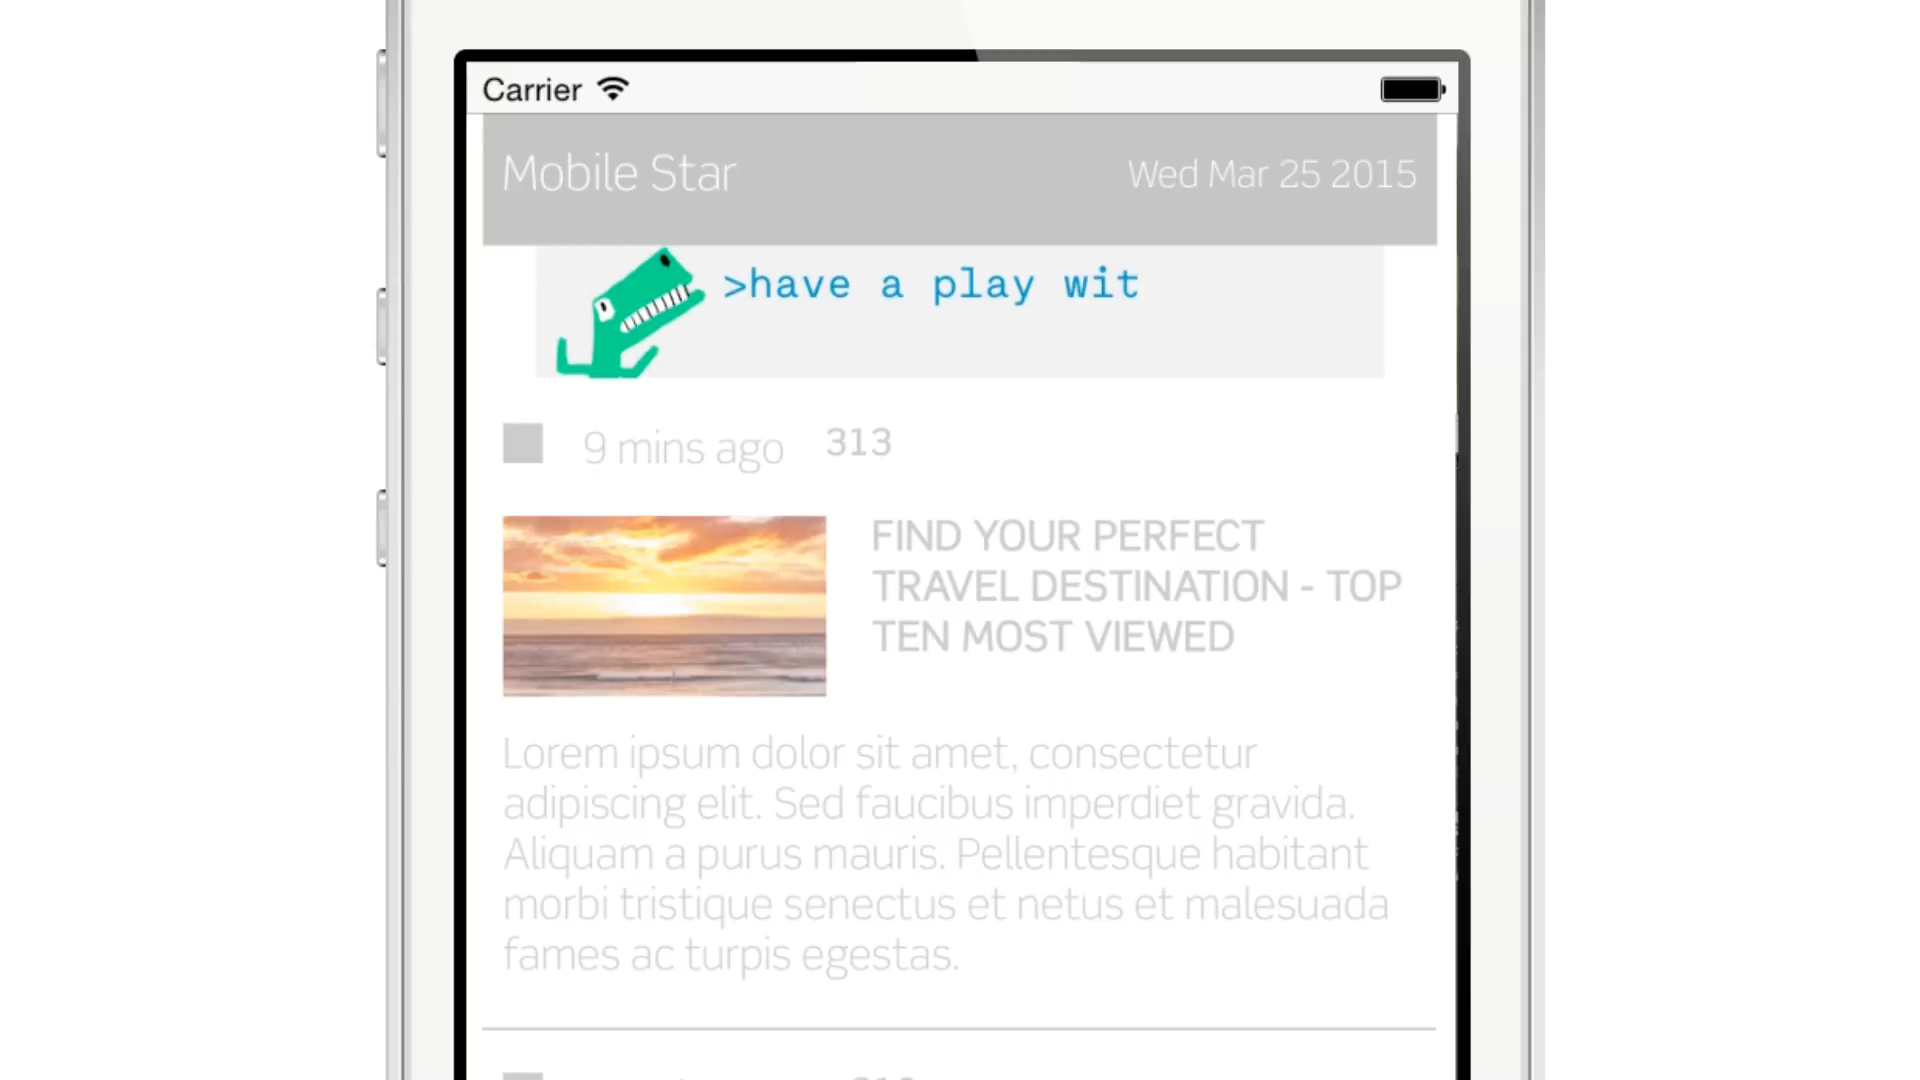 Carrier
Mobile Star
Wed Mar 25 2015
>have a play wit
9 mins ago 313
FIND YOUR PERFECT
TRAVEL DESTINATION - TOP
TEN MOST VIEWED
Lorem ipsum dolor sit amet, consectetur
adipiscing elit. Sed faucibus imperdiet gravida.
Aliquam a purus mauris. Pellentesque habitant
morbi tristique senectus et netus et malesuada
fames ac turpis egestas.